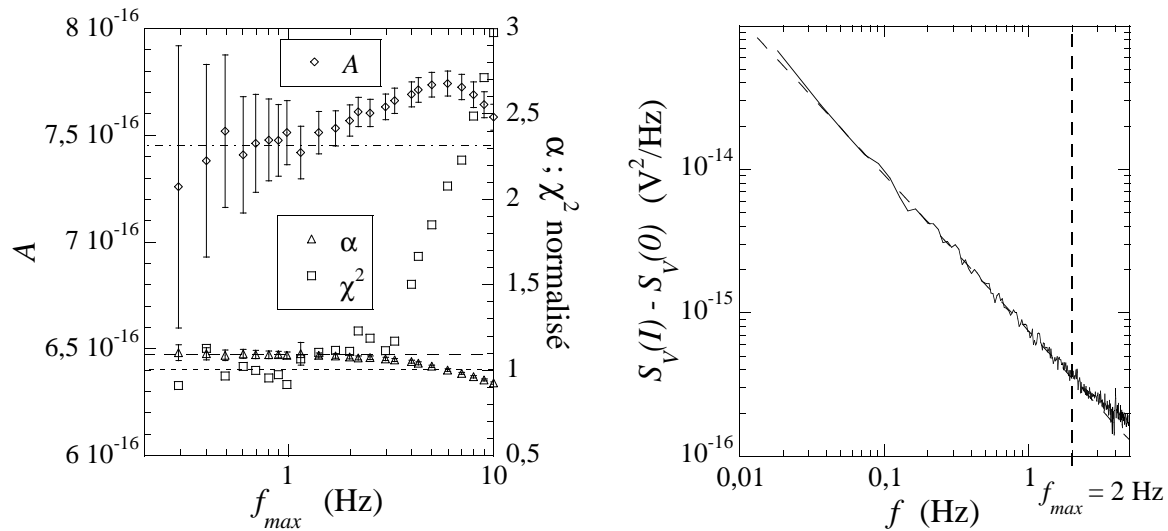 8 10^-16
7,5 10^-16
7 10^-16
6,5 10^-16
6 10^-16
A
A
α
χ²
3
2,5
2
1,5
1
0,5
α ; χ² normalisé
1
10
f_max (Hz)
S_V(I) - S_V(0) (V²/Hz)
10^-14
10^-15
10^-16
0,01
0,1
1
f (Hz)
f_max = 2 Hz